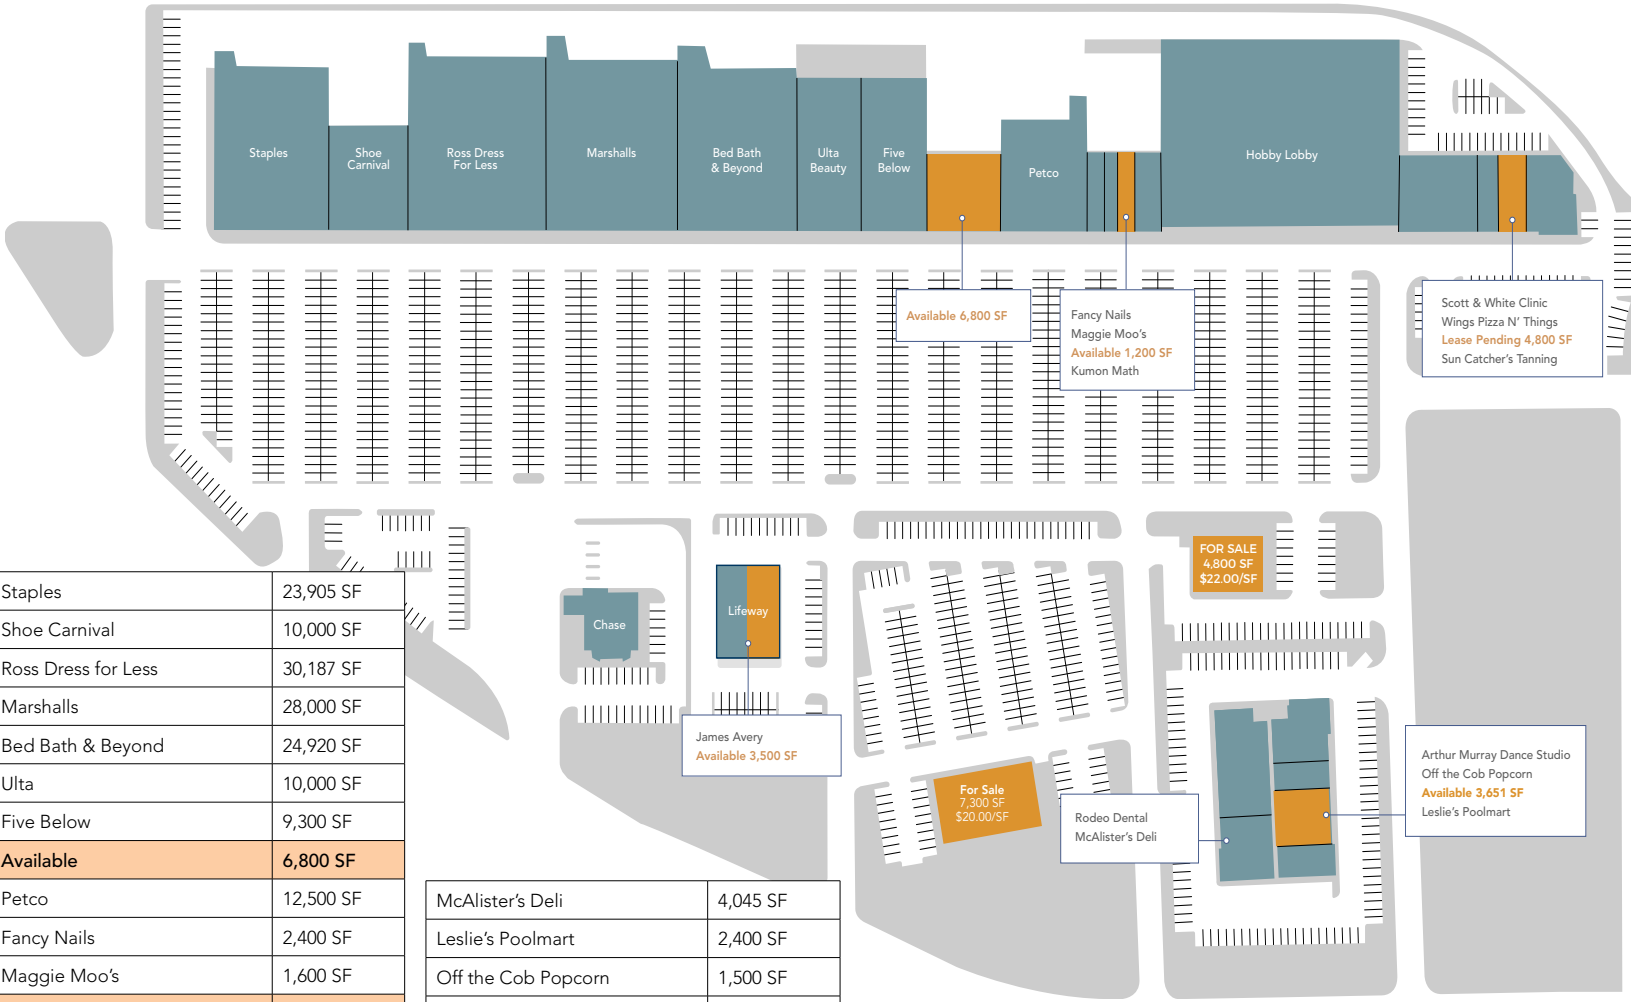 Staples
Shoe
Carnival
Ross Dress
For Less
Marshalls
Bed Bath
& Beyond
Ulta
Beauty
Five
Below
Petco
Hobby Lobby
Available 6,800 SF
Fancy Nails
Maggie Moo's
Available 1,200 SF
Kumon Math
Scott & White Clinic
Wings Pizza N' Things
Lease Pending 4,800 SF
Sun Catcher's Tanning
FOR SALE
4,800 SF
$22.00/SF
Chase
Lifeway
James Avery
Available 3,500 SF
For Sale
7,300 SF
$20.00/SF
Rodeo Dental
McAlister's Deli
Arthur Murray Dance Studio
Off the Cob Popcorn
Available 3,651 SF
Leslie's Poolmart
Staples 23,905 SF
Shoe Carnival 10,000 SF
Ross Dress for Less 30,187 SF
Marshalls 28,000 SF
Bed Bath & Beyond 24,920 SF
Ulta 10,000 SF
Five Below 9,300 SF
Available 6,800 SF
Petco 12,500 SF
Fancy Nails 2,400 SF
Maggie Moo's 1,600 SF
McAlister's Deli 4,045 SF
Leslie's Poolmart 2,400 SF
Off the Cob Popcorn 1,500 SF